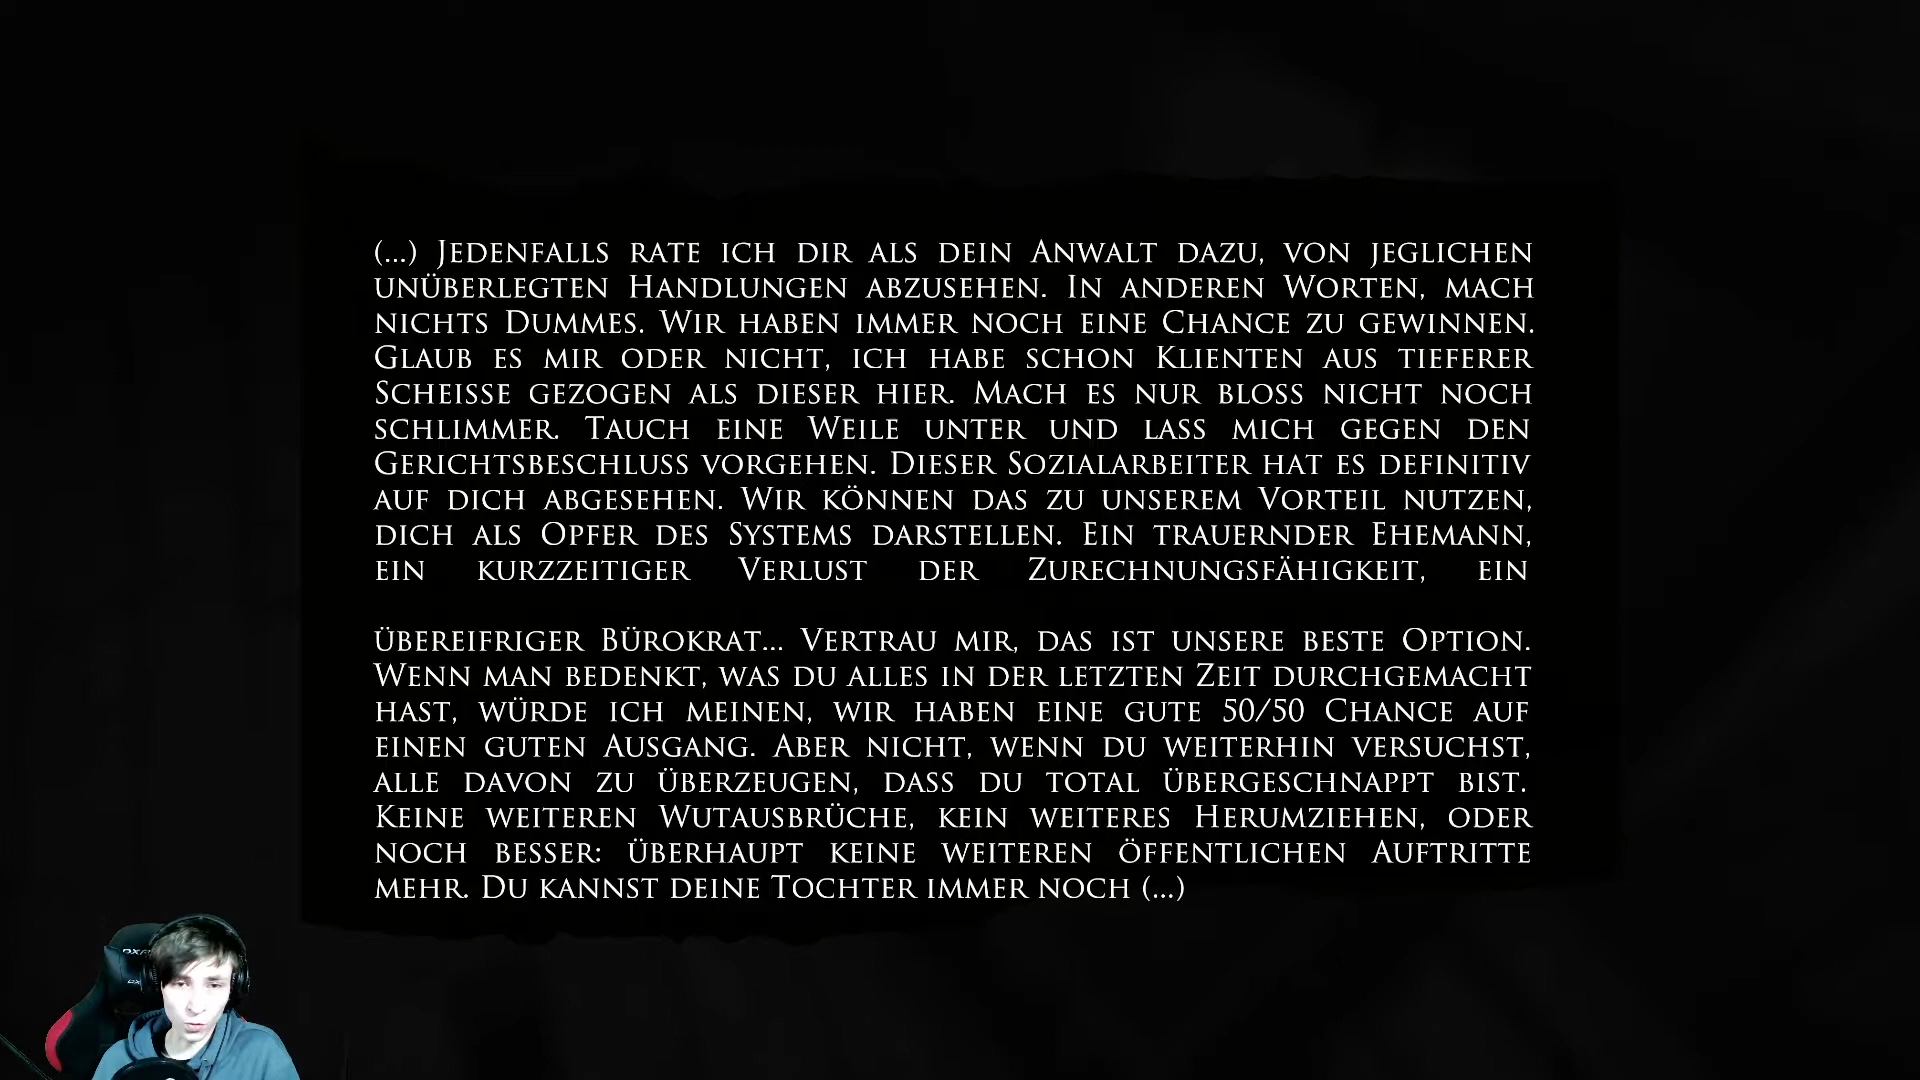 (...) Jedenfalls rate ich dir als dein Anwalt dazu, von jeglichen
unüberlegten Handlungen abzusehen. In anderen Worten, mach
nichts Dummes. Wir haben immer noch eine Chance zu gewinnen.
Glaub es mir oder nicht, ich habe schon Klienten aus tieferer
Scheisse gezogen als dieser hier. Mach es nur bloss nicht noch
schlimmer. Tauch eine Weile unter und lass mich gegen den
Gerichtsbeschluss vorgehen. Dieser Sozialarbeiter hat es definitiv
auf dich abgesehen. Wir können das zu unserem Vorteil nutzen,
dich als Opfer des Systems darstellen. Ein trauernder Ehemann,
ein kurzzeitiger Verlust der Zurechnungsfähigkeit, ein
übereifriger Bürokrat... Vertrau mir, das ist unsere beste Option.
Wenn man bedenkt, was du alles in der letzten Zeit durchgemacht
hast, würde ich meinen, wir haben eine gute 50/50 Chance auf
einen guten Ausgang. Aber nicht, wenn du weiterhin versuchst,
alle davon zu überzeugen, dass du total übergeschnappt bist.
Keine weiteren Wutausbrüche, kein weiteres Herumziehen, oder
noch besser: überhaupt keine weiteren öffentlichen Auftritte
mehr. Du kannst deine Tochter immer noch (...)